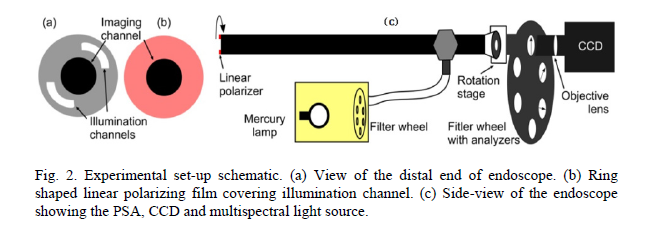 (a)
Imaging
channel
(b)
(c)
Illumination
channels
Linear
polarizer
Mercury
lamp
Filter wheel
Rotation
stage
Fitler wheel
with analyzers
CCD
Objective
lens
Fig. 2. Experimental set-up schematic. (a) View of the distal end of endoscope. (b) Ring
shaped linear polarizing film covering illumination channel. (c) Side-view of the endoscope
showing the PSA, CCD and multispectral light source.